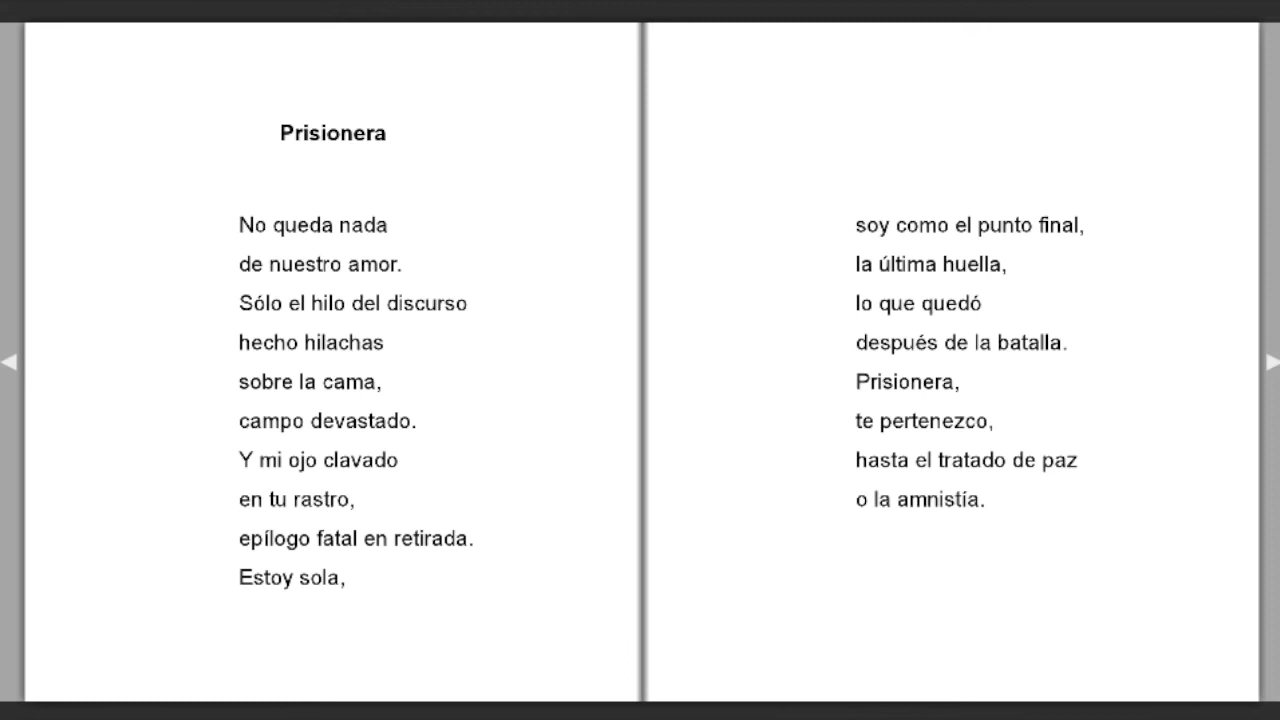 Prisionera
No queda nada
de nuestro amor.
Sólo el hilo del discurso
hecho hilachas
sobre la cama,
campo devastado.
Y mi ojo clavado
en tu rastro,
epílogo fatal en retirada.
Estoy sola,
soy como el punto final,
la última huella,
lo que quedó
después de la batalla.
Prisionera,
te pertenezco,
hasta el tratado de paz
o la amnistía.